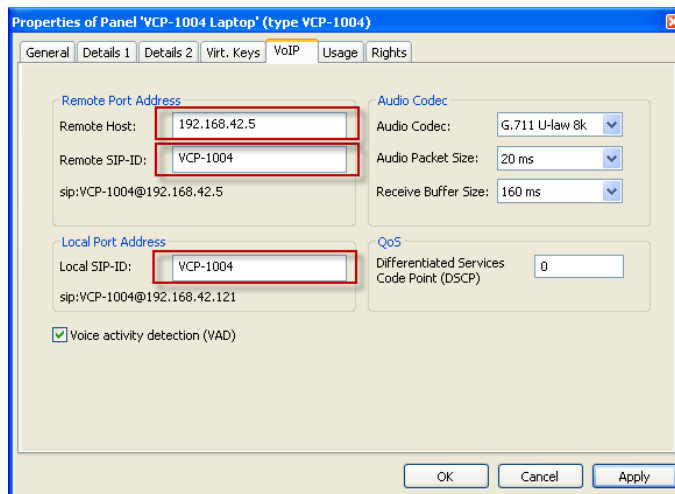 Properties of Panel 'VCP-1004 Laptop' (type VCP-1004)
General Details 1 Details 2 Virt. Keys VoIP Usage Rights
Remote Port Address
Remote Host: 192.168.42.5
Remote SIP-ID: VCP-1004
sip:VCP-1004@192.168.42.5
Audio Codec
Audio Codec: G.711 U-law 8k
Audio Packet Size: 20 ms
Receive Buffer Size: 160 ms
Local Port Address
Local SIP-ID: VCP-1004
sip:VCP-1004@192.168.42.121
QoS
Differentiated Services 0
Code Point (DSCP)
Voice activity detection (VAD)
OK Cancel Apply